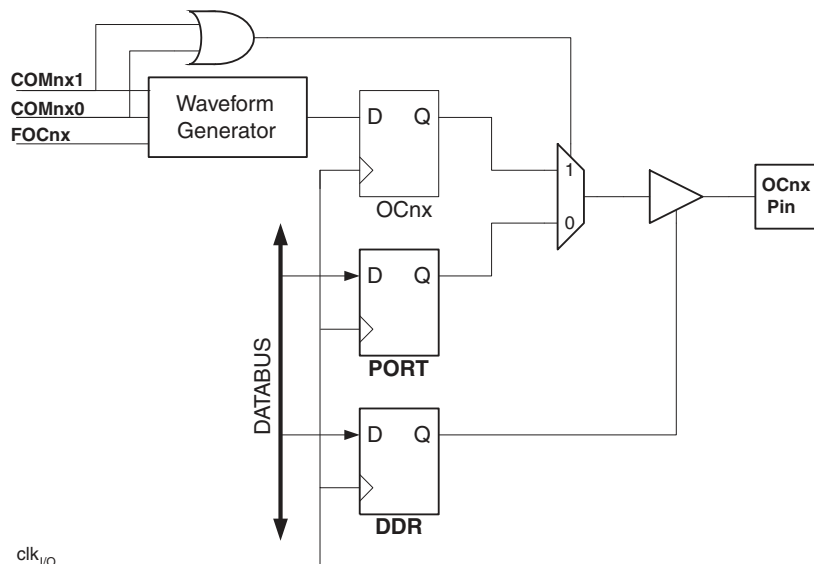 COMnx1
COMnx0
FOCnx
Waveform
Generator
D Q
OCnx
1
0
OCnx
Pin
D Q
PORT
DATABUS
D Q
DDR
clkI/O